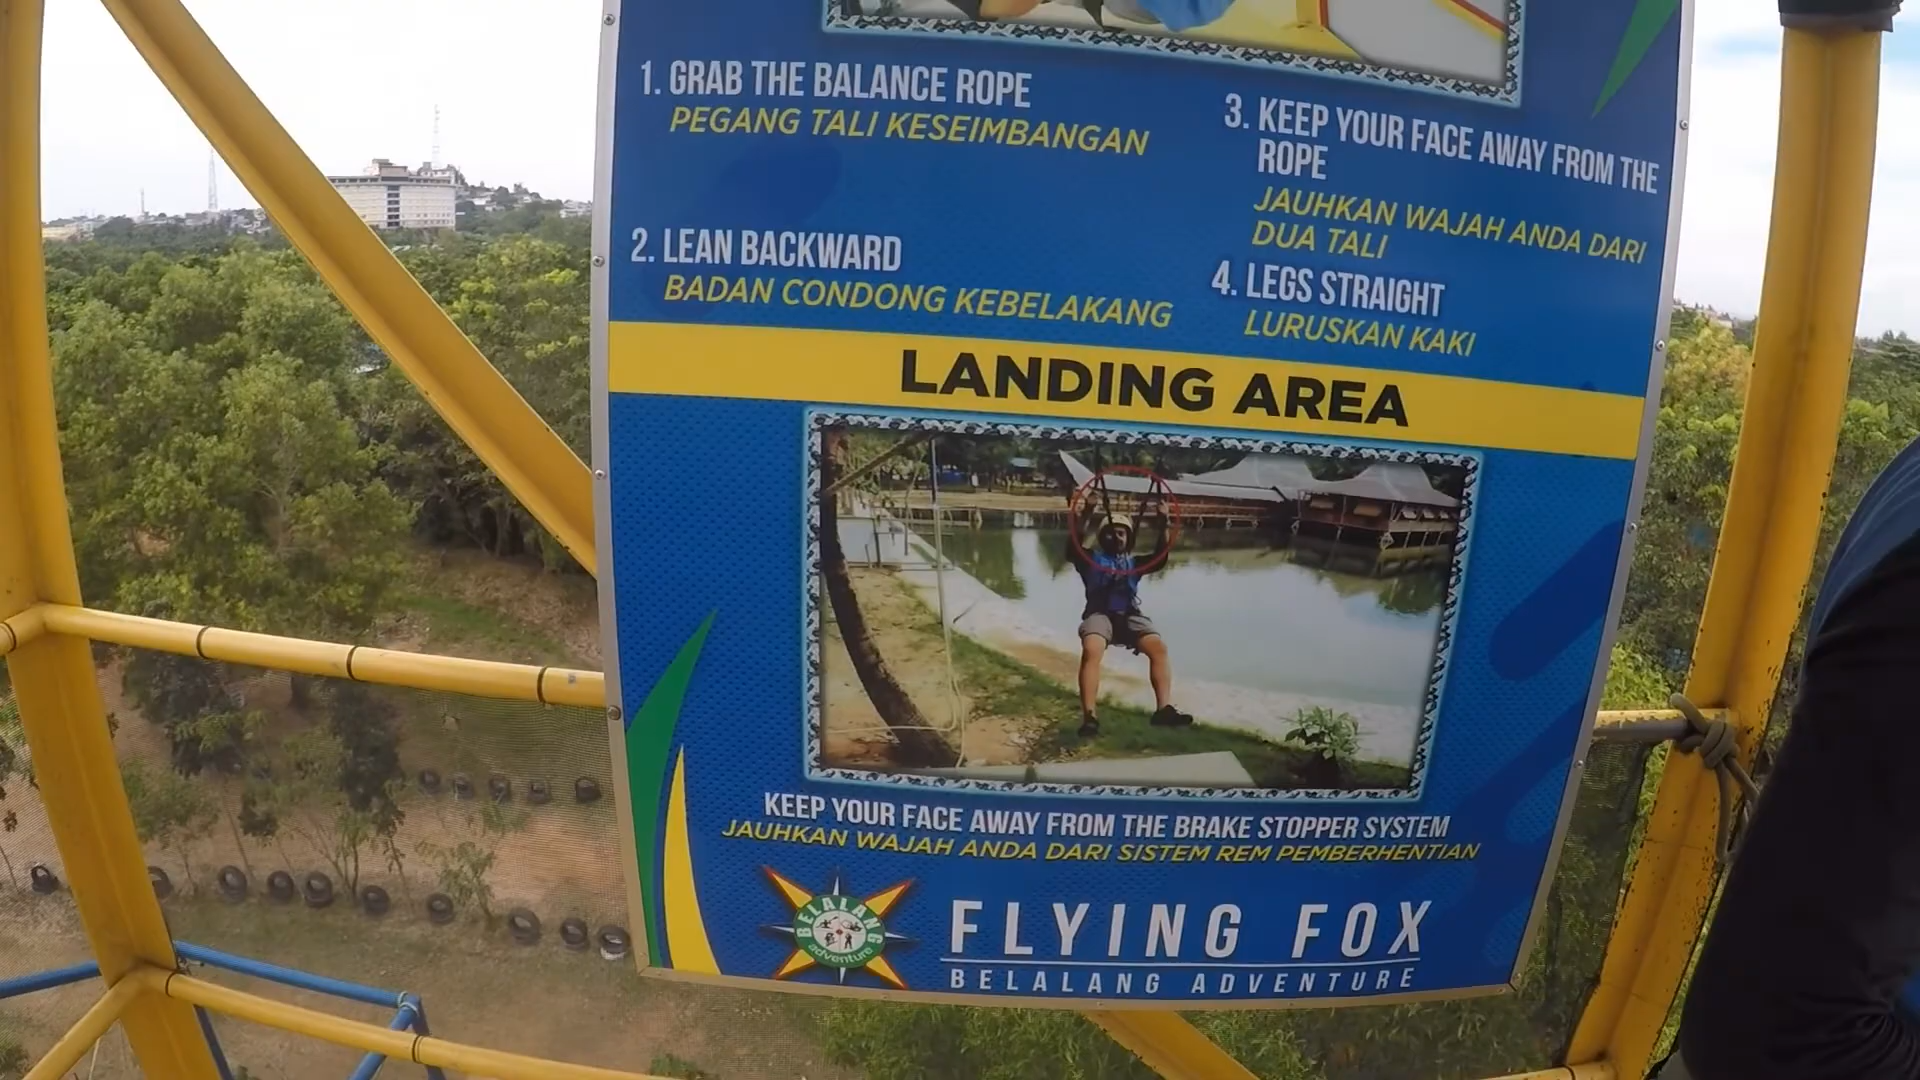 1. GRAB THE BALANCE ROPE
PEGANG TALI KESEIMBANGAN
2. LEAN BACKWARD
BADAN CONDONG KEBELAKANG
3. KEEP YOUR FACE AWAY FROM THE
ROPE
JAUHKAN WAJAH ANDA DARI
DUA TALI
4. LEGS STRAIGHT
LURUSKAN KAKI
LANDING AREA
KEEP YOUR FACE AWAY FROM THE BRAKE STOPPER SYSTEM
JAUHKAN WAJAH ANDA DARI SISTEM REM PEMBERHENTIAN
BELALANG
adventure
FLYING FOX
BELALANG ADVENTURE